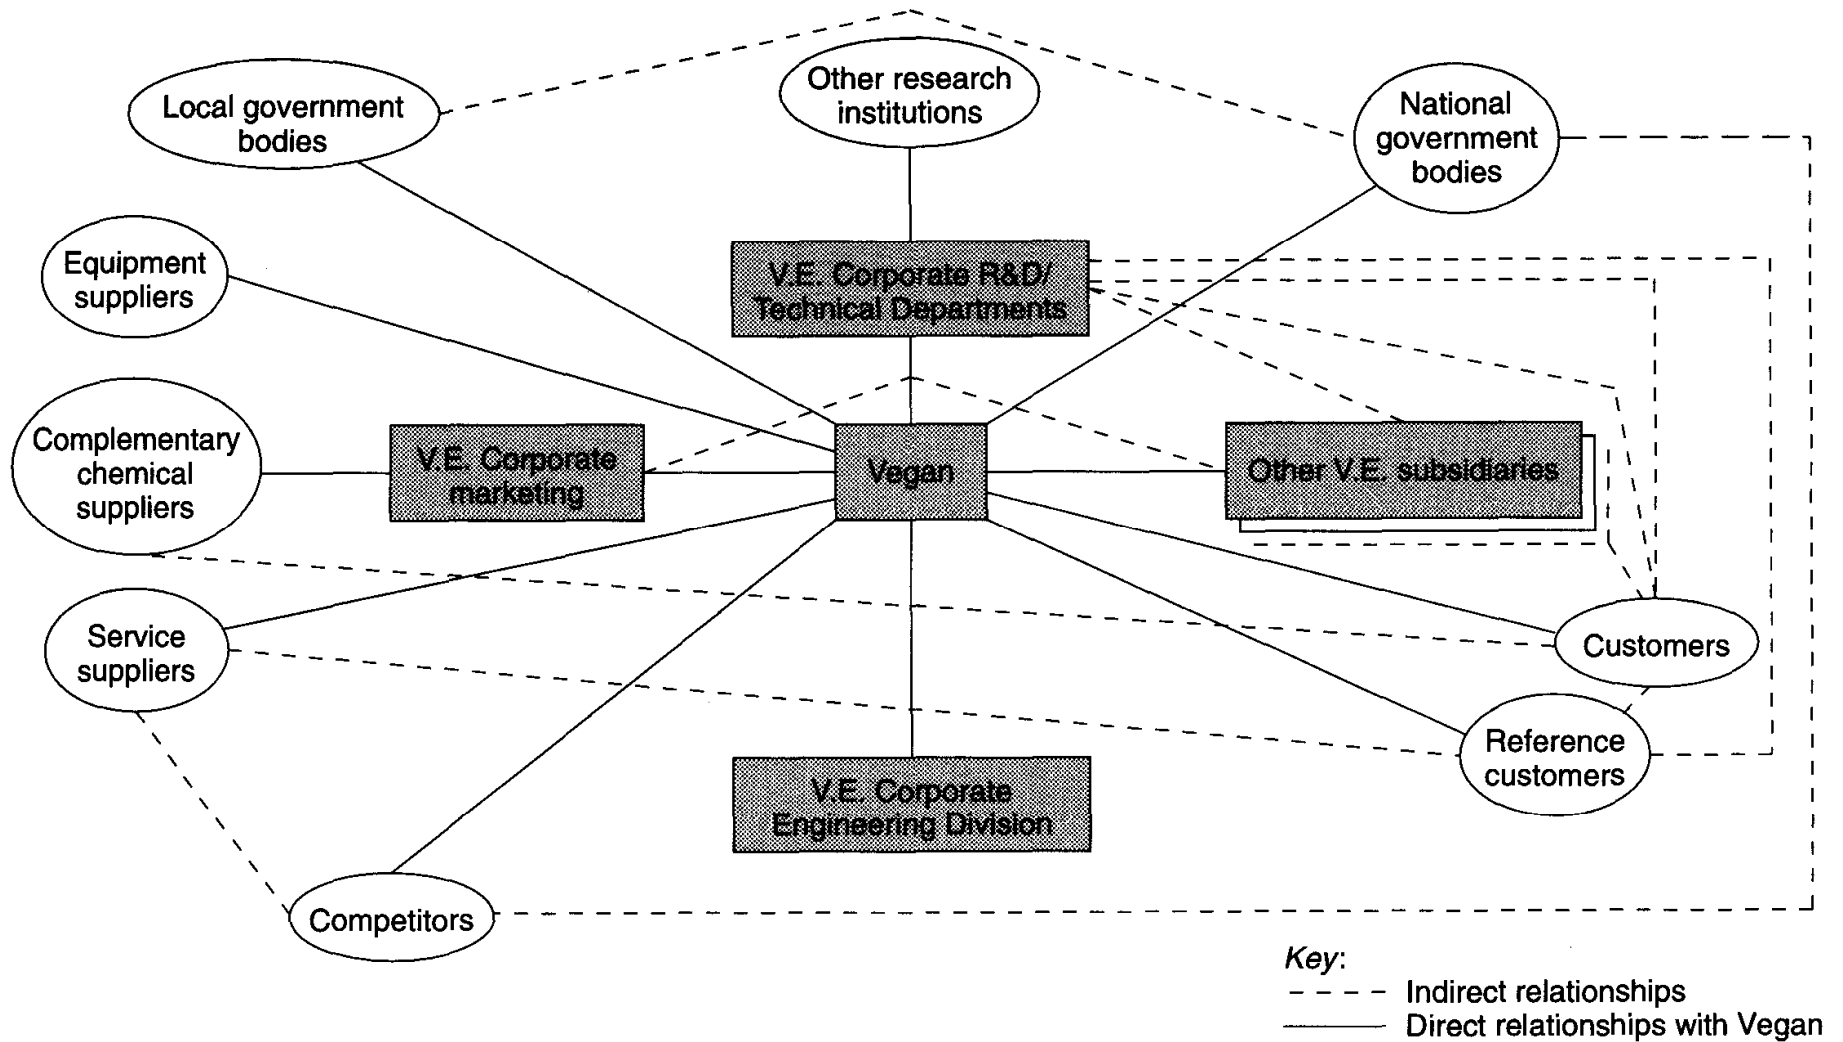 Other research
institutions
Local government
bodies
National
government
bodies
Equipment
suppliers
V.E. Corporate R&D/
Technical Departments
Complementary
chemical
suppliers
V.E. Corporate
marketing
Vegan
Other V.E. subsidiaries
Service
suppliers
Customers
Reference
customers
V.E. Corporate
Engineering Division
Competitors
Key:
Indirect relationships
Direct relationships with Vegan